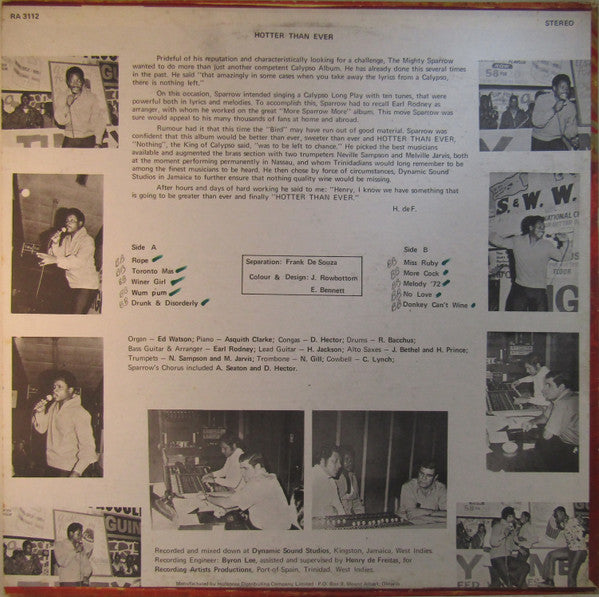 RA 3112
STEREO
HOTTER THAN EVER
Prideful of his reputation and characteristically looking for a challenge, The Mighty Sparrow
wanted to do more than just another competent Calypso Album. He has already done this several times
in the past. He said "that amazingly in some cases when you take away the lyrics from a Calypso,
there is nothing left."
On this occasion, Sparrow intended singing a Calypso Long Play with ten tunes, that were
powerful both in lyrics and melodies. To accomplish this, Sparrow had to recall Earl Rodney as
arranger, with whom he worked on the great "More Sparrow More" album. This move Sparrow was
sure would appeal to his many thousands of fans at home and abroad.
Rumour had it that this time the "Bird" may have run out of good material. Sparrow was
confident that this album would be better than ever, sweeter than ever and HOTTER THAN EVER,
"Nothing", the King of Calypso said, "was to be left to chance." He picked the best musicians
available and augmented the brass section with two trumpeters Neville Sampson and Melville Jarvis, both
at the moment performing permanently in Nassau, and whom Trinidadians would long remember to be
among the finest musicians to be heard. He then chose by force of circumstances, Dynamic Sound
Studios in Jamaica to further ensure that nothing quality wine would be missing.
After hours and days of hard working he said to me: "Henry, I know we have something that
is going to be greater than ever and finally "HOTTER THAN EVER."
H. deF.
Side A
Rope
Toronto Mas
Winer Girl
Wum pum
Drunk & Disorderly
Separation: Frank De Souza
Colour & Design: J. Rowbottom
E. Bennett
Side B
Miss Ruby
More Cock
Melody '72
No Love
Donkey Can't Wine
Organ – Ed Watson; Piano – Asquith Clarke; Congas – D. Hector; Drums – R. Bacchus;
Bass Guitar & Arranger – Earl Rodney; Lead Guitar – H. Jackson; Alto Saxes – J. Bethel and H. Prince;
Trumpets – N. Sampson and M. Jarvis; Trombone – N. Gill; Cowbell – C. Lynch;
Sparrow's Chorus included A. Seaton and D. Hector.
S. & W. W.
Recorded and mixed down at Dynamic Sound Studios, Kingston, Jamaica, West Indies.
Recording Engineer: Byron Lee, assisted and supervised by Henry de Freitas, for
Recording Artists Productions, Port-of-Spain, Trinidad, West Indies.